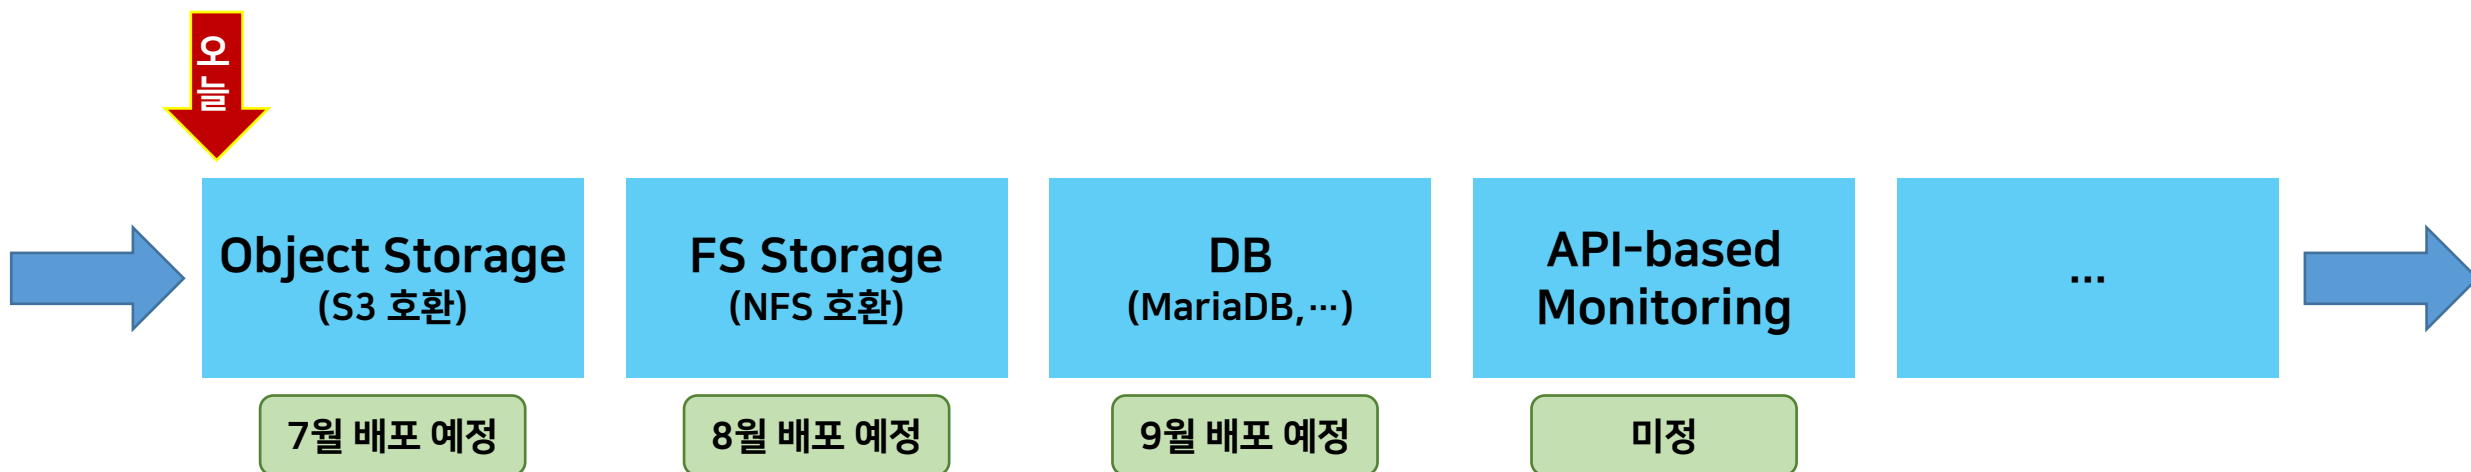 오늘
Object Storage
(S3 호환)
FS Storage
(NFS 호환)
DB
(MariaDB, …)
API-based
Monitoring
…
7월 배포 예정
8월 배포 예정
9월 배포 예정
미정